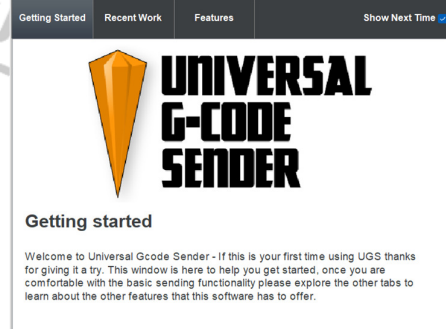 Getting Started Recent Work Features Show Next Time
UNIVERSAL
G-CODE
SENDER
Getting started
Welcome to Universal Gcode Sender - If this is your first time using UGS thanks
for giving it a try. This window is here to help you get started, once you are
comfortable with the basic sending functionality please explore the other tabs to
learn about the other features that this software has to offer.